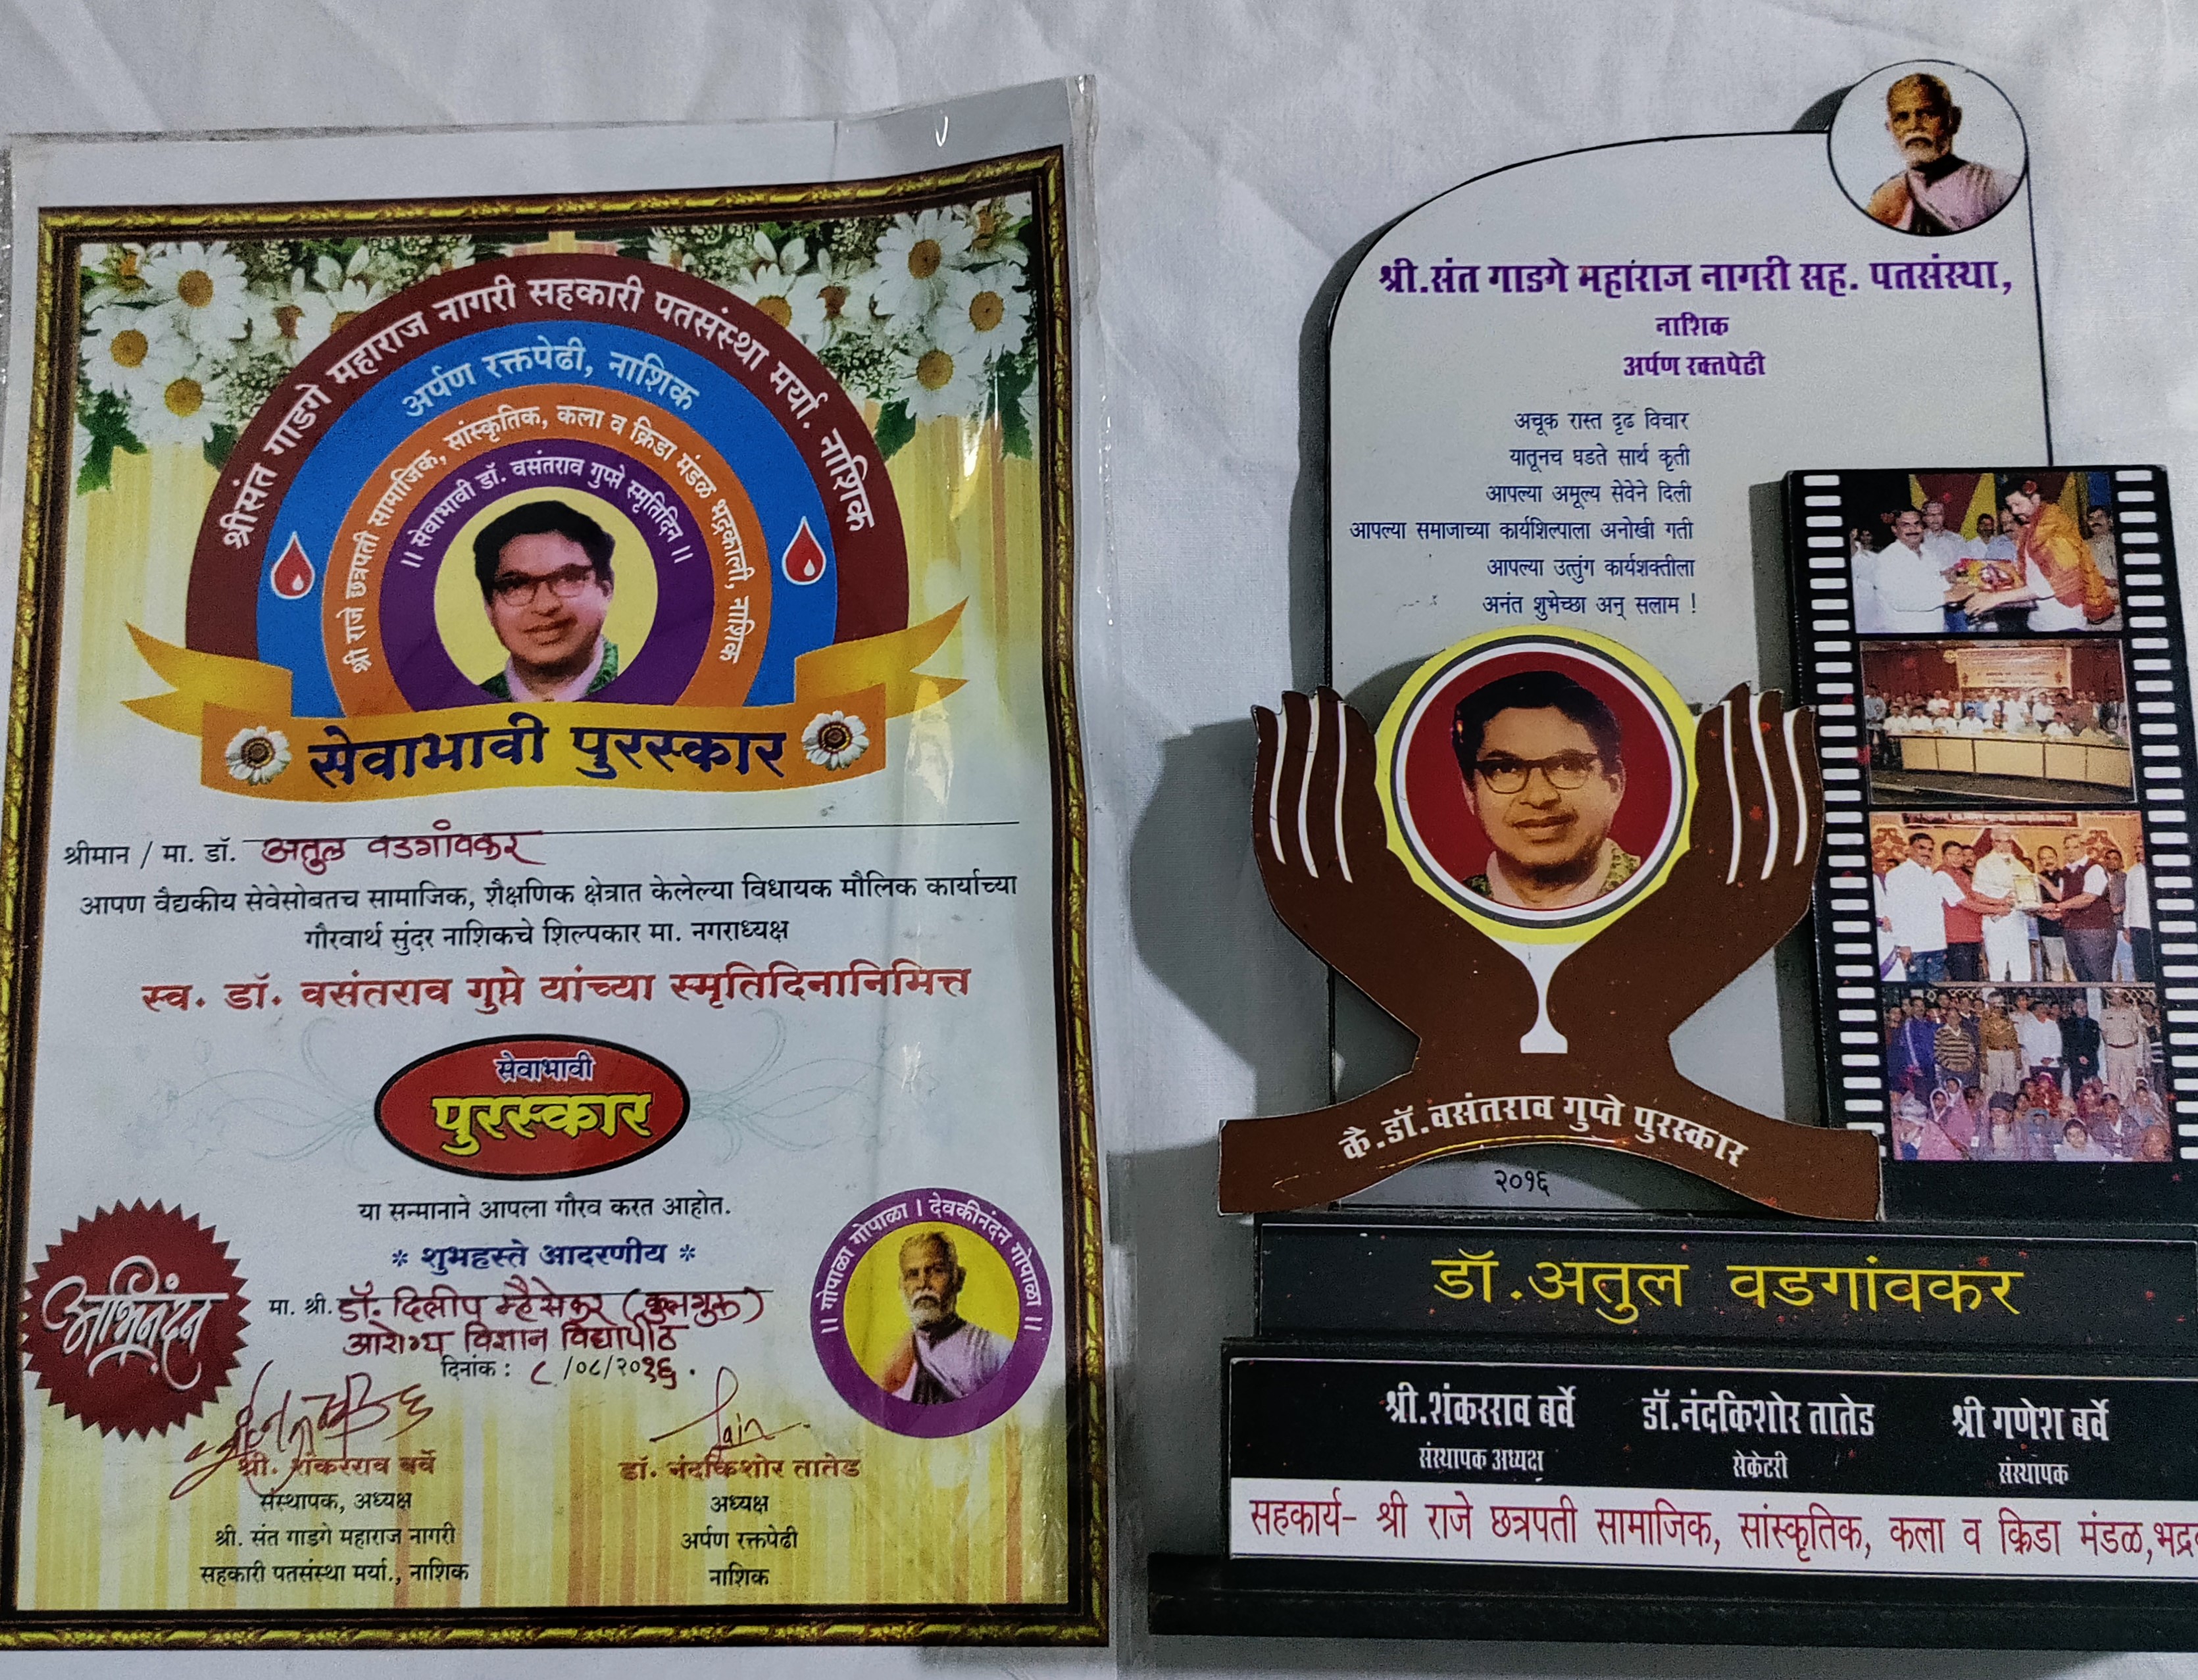 श्रीसंत गाडगे महाराज नागरी सहकारी पतसंस्था मर्या. नाशिक
अर्पण रक्तपेढी, नाशिक
श्री राजे छत्रपती सामाजिक, सांस्कृतिक, कला व क्रिडा मंडळ भद्रकाली, नाशिक
|| सेवाभावी डॉ. वसंतराव गुप्ते स्मृतिदिन ||
सेवाभावी पुरस्कार
श्रीमान / मा. डॉ. अतुल वडगांवकर
आपण वैद्यकीय सेवेसोबतच सामाजिक, शैक्षणिक क्षेत्रात केलेल्या विधायक मौलिक कार्याच्या
गौरवार्थ सुंदर नाशिकचे शिल्पकार मा. नगराध्यक्ष
स्व. डॉ. वसंतराव गुप्ते यांच्या स्मृतिदिनानिमित्त
सेवाभावी
पुरस्कार
या सन्मानाने आपला गौरव करत आहोत.
* शुभहस्ते आदरणीय *
मा. श्री. डॉ. दिलीप म्हैसेकर (कुलगुरू)
आरोग्य विज्ञान विद्यापीठ
दिनांक : ८ /०८/२०१६.
अभिनंदन
|| गोपाळा गोपाळा | देवकीनंदन गोपाळा ||
श्री. शंकरराव बर्वे
संस्थापक, अध्यक्ष
श्री. संत गाडगे महाराज नागरी
सहकारी पतसंस्था मर्या., नाशिक
Jain
डॉ. नंदकिशोर तातेड
अध्यक्ष
अर्पण रक्तपेढी
नाशिक
श्री.संत गाडगे महाराज नागरी सह. पतसंस्था,
नाशिक
अर्पण रक्तपेढी
अचूक रास्त दृढ विचार
यातूनच घडते सार्थ कृती
आपल्या अमूल्य सेवेने दिली
आपल्या समाजाच्या कार्यशिल्पाला अनोखी गती
आपल्या उत्तुंग कार्यशक्तीला
अनंत शुभेच्छा अन् सलाम !
कै.डॉ.वसंतराव गुप्ते पुरस्कार
२०१६
डॉ.अतुल वडगांवकर
श्री.शंकरराव बर्वे
संस्थापक अध्यक्ष
डॉ.नंदकिशोर तातेड
सेकेटरी
श्री गणेश बर्वे
संस्थापक
सहकार्य- श्री राजे छत्रपती सामाजिक, सांस्कृतिक, कला व क्रिडा मंडळ,